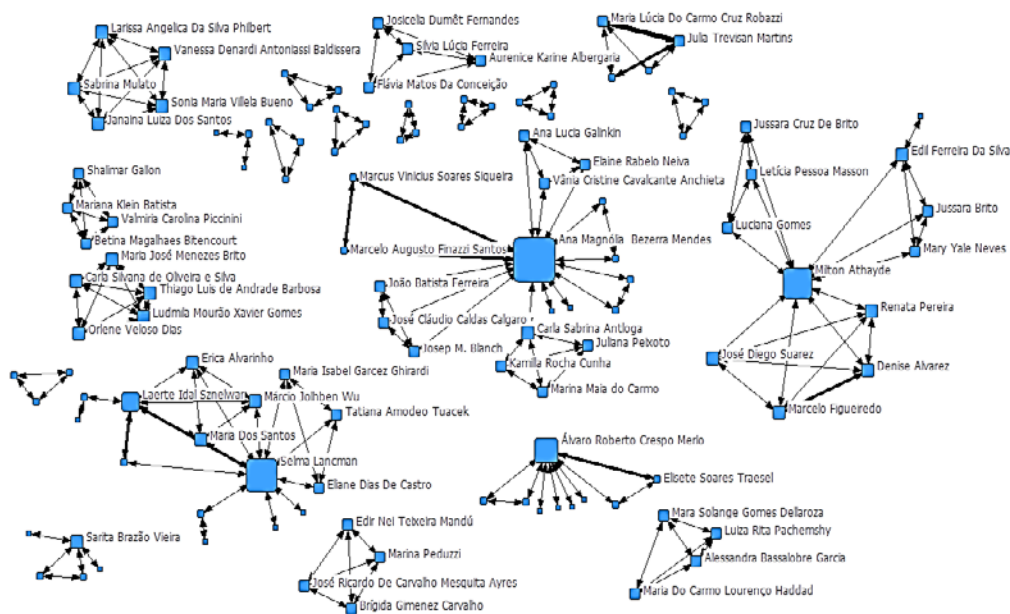 Larissa Angelica Da Silva Philbert
Vanessa Denardi Antoniassi Baldissera
Sabrina Mulato
Sonia Maria Villela Bueno
Janaina Luiza Dos Santos
Josicelia Dumêt Fernandes
Silvia Lúcia Ferreira
Aurenice Karine Albergaria
Flávia Matos Da Conceição
Maria Lúcia Do Carmo Cruz Robazzi
Julia Trevisan Martins
Shalimar Gallon
Mariana Klein Batista
Valmiria Carolina Piccinini
Betina Magalhaes Bitencourt
Maria José Menezes Brito
Carla Silvana de Oliveira e Silva
Thiago Luis de Andrade Barbosa
Ludmila Mourão Xavier Gomes
Orlene Veloso Dias
Ana Lucia Galinkin
Elaine Rabelo Neiva
Marcus Vinicius Soares Siqueira
Vânia Cristine Cavalcante Anchieta
Ana Magnólia Bezerra Mendes
Marcelo Augusto Finazzi Santos
João Batista Ferreira
José Cláudio Caldas Calgaro
Josep M. Blanch
Carla Sabrina Antloga
Juliana Peixoto
Kamila Rocha Cunha
Marina Maia do Carmo
Jussara Cruz De Brito
Edil Ferreira Da Silva
Letícia Pessoa Masson
Jussara Brito
Luciana Gomes
Mary Yale Neves
Milton Athayde
Renata Pereira
José Diego Suarez
Denise Alvarez
Marcelo Figueredo
Erica Alvarinho
Maria Isabel Garcez Ghirardi
Laerte Idal Sznelwar
Márcio Joihben Wu
Tatiana Amodeo Tuacek
Maria Dos Santos
Selma Lancman
Eliane Dias De Castro
Álvaro Roberto Crespo Merlo
Elisete Soares Traesel
Sarita Brazão Vieira
Edir Nei Teixeira Mandú
Marina Peduzzi
José Ricardo De Carvalho Mesquita Ayres
Brígida Gimenez Carvalho
Mara Solange Gomes Dellaroza
Luiza Rita Pachemshy
Alessandra Bassalobre Garcia
Maria Do Carmo Lourenço Haddad